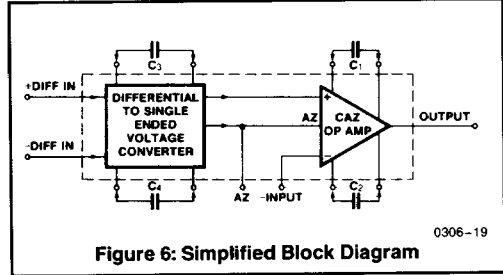 C3
C1
+DIFF IN
DIFFERENTIAL
TO SINGLE
ENDED
VOLTAGE
CONVERTER
+
AZ
CAZ
OP AMP
OUTPUT
-DIFF IN
−
C4
AZ
-INPUT
C2
0306-19
Figure 6: Simplified Block Diagram